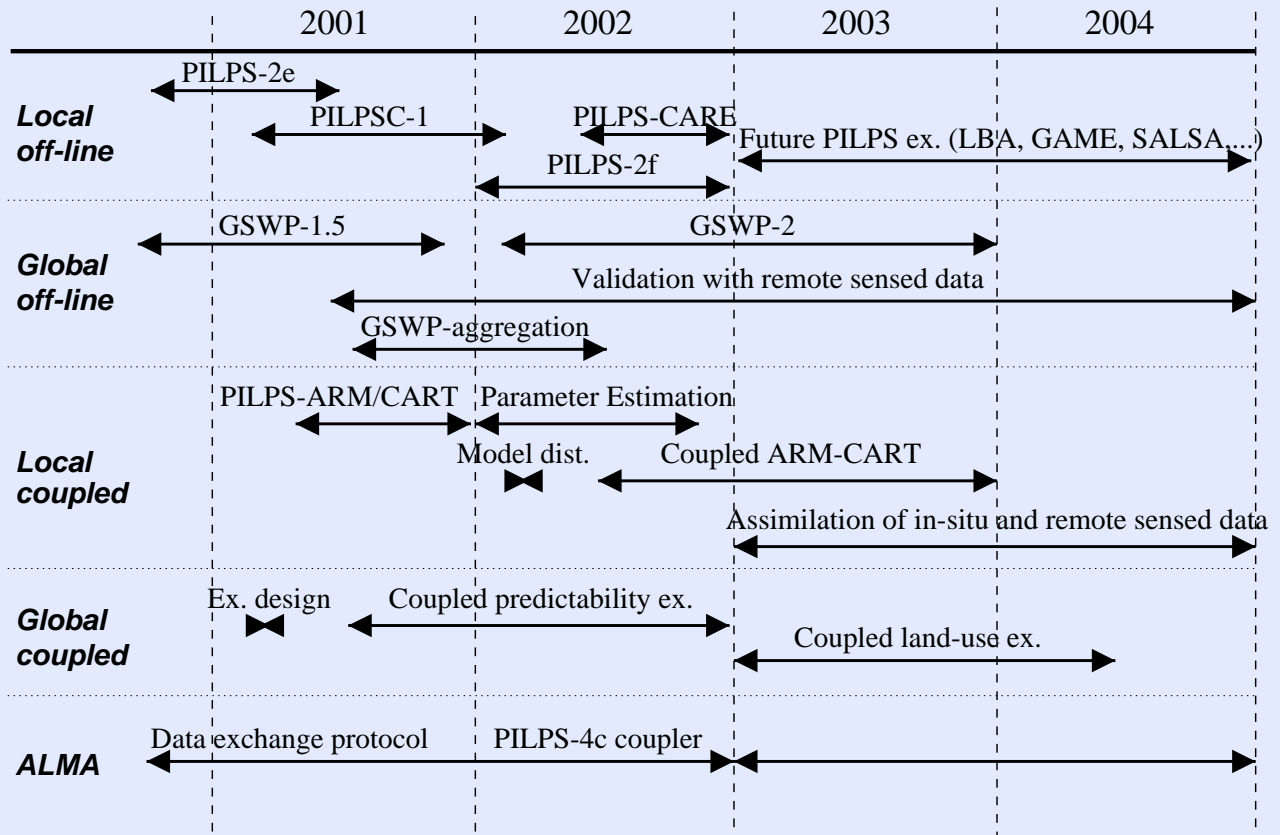 2001 2002 2003 2004
PILPS-2e
Local
off-line
PILPSC-1
PILPS-CARE
Future PILPS ex. (LBA, GAME, SALSA,...)
PILPS-2f
GSWP-1.5
GSWP-2
Global
off-line
Validation with remote sensed data
GSWP-aggregation
PILPS-ARM/CART
Parameter Estimation
Local
coupled
Model dist.
Coupled ARM-CART
Assimilation of in-situ and remote sensed data
Ex. design
Coupled predictability ex.
Global
coupled
Coupled land-use ex.
ALMA
Data exchange protocol
PILPS-4c coupler